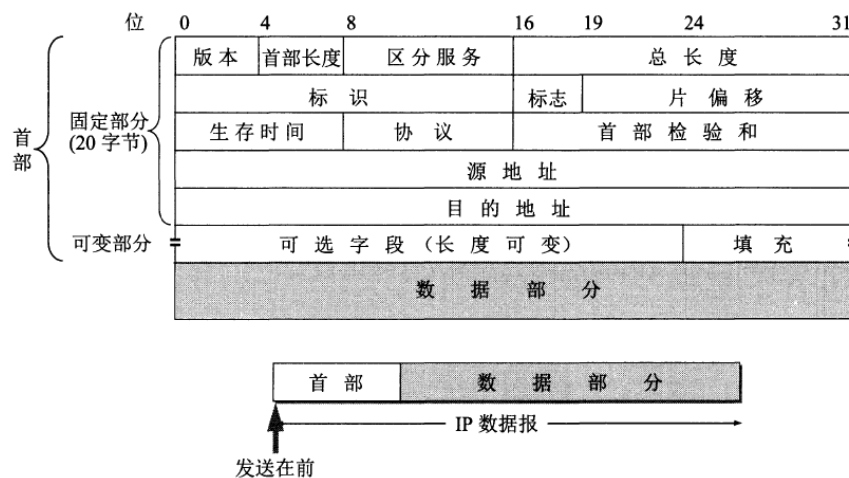 位 0 4 8 16 19 24 31
版本 首部长度 区分服务 总长度
标识 标志 片偏移
首部 固定部分 (20字节)
生存时间 协议 首部检验和
源地址
目的地址
可变部分 可选字段（长度可变） 填充
数据部分
首部 数据部分
IP 数据报
发送在前